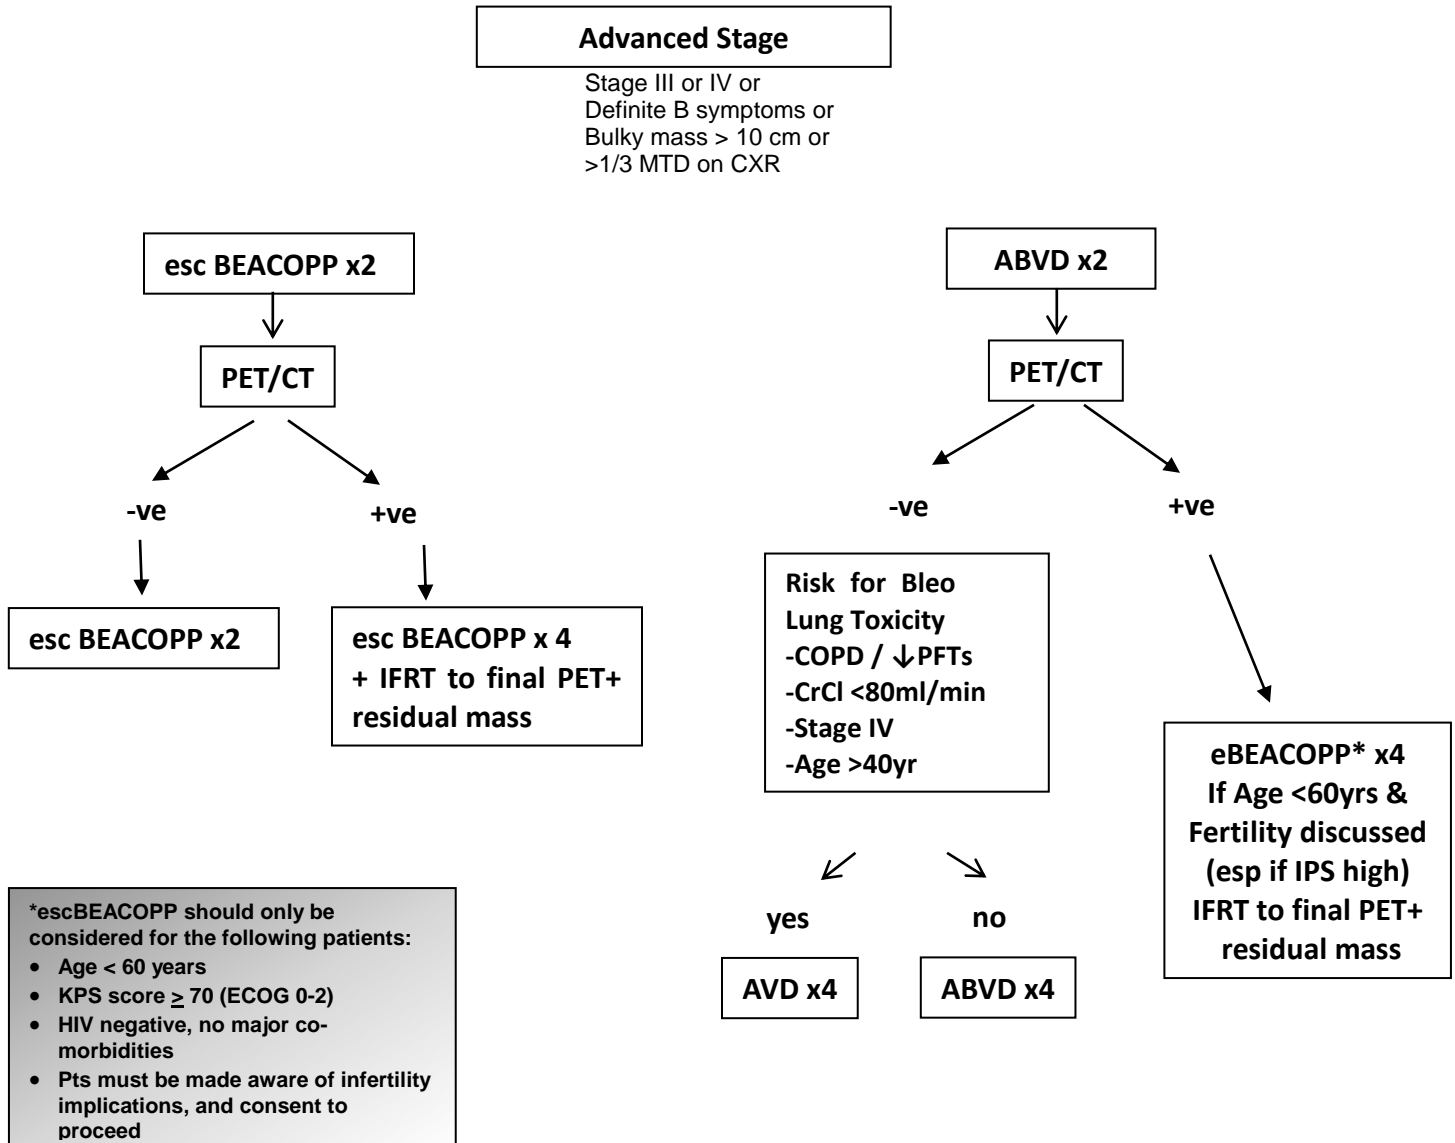 Advanced Stage
Stage III or IV or
Definite B symptoms or
Bulky mass > 10 cm or
>1/3 MTD on CXR
esc BEACOPP x2
PET/CT
-ve
+ve
esc BEACOPP x2
esc BEACOPP x 4
+ IFRT to final PET+
residual mass
ABVD x2
PET/CT
-ve
+ve
Risk for Bleo
Lung Toxicity
-COPD / ↓PFTs
-CrCl <80ml/min
-Stage IV
-Age >40yr
yes
no
AVD x4
ABVD x4
eBEACOPP* x4
If Age <60yrs &
Fertility discussed
(esp if IPS high)
IFRT to final PET+
residual mass
*escBEACOPP should only be
considered for the following patients:
• Age < 60 years
• KPS score ≥ 70 (ECOG 0-2)
• HIV negative, no major co-
morbidities
• Pts must be made aware of infertility
implications, and consent to
proceed